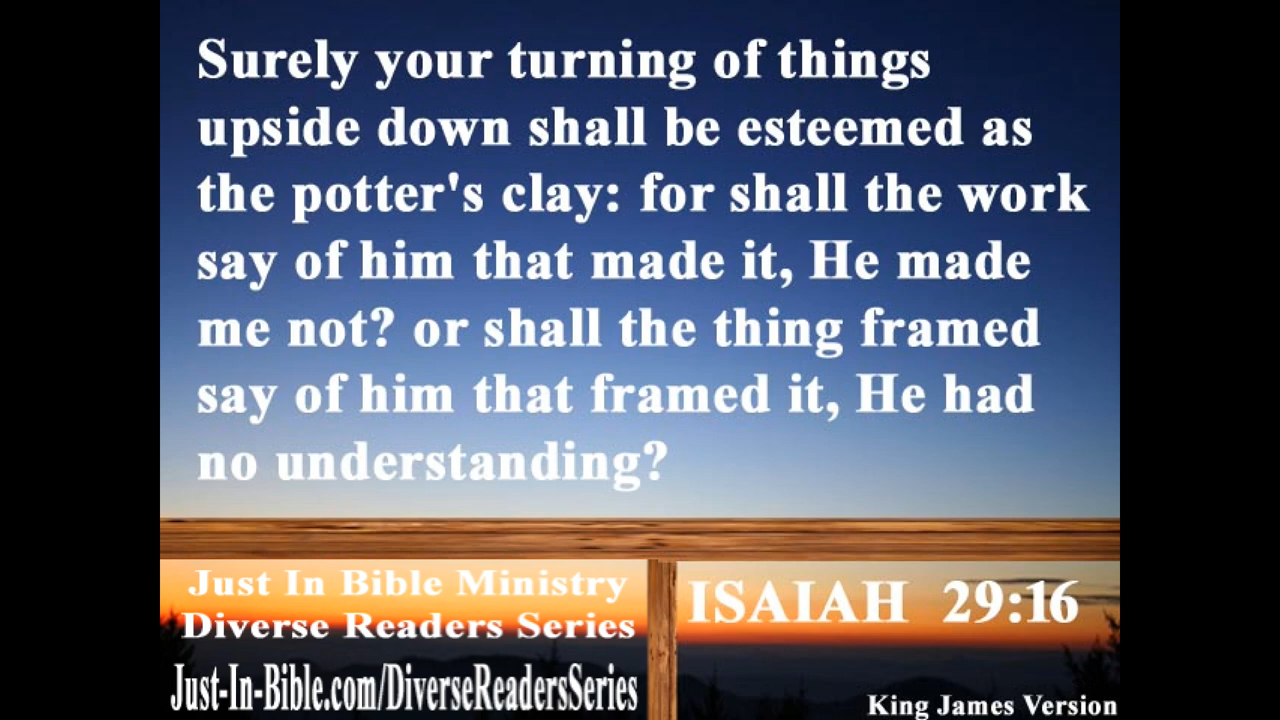 Surely your turning of things
upside down shall be esteemed as
the potter's clay: for shall the work
say of him that made it, He made
me not? or shall the thing framed
say of him that framed it, He had
no understanding?
Just In Bible Ministry
Diverse Readers Series
Just-In-Bible.com/DiverseReadersSeries
ISAIAH 29:16
King James Version